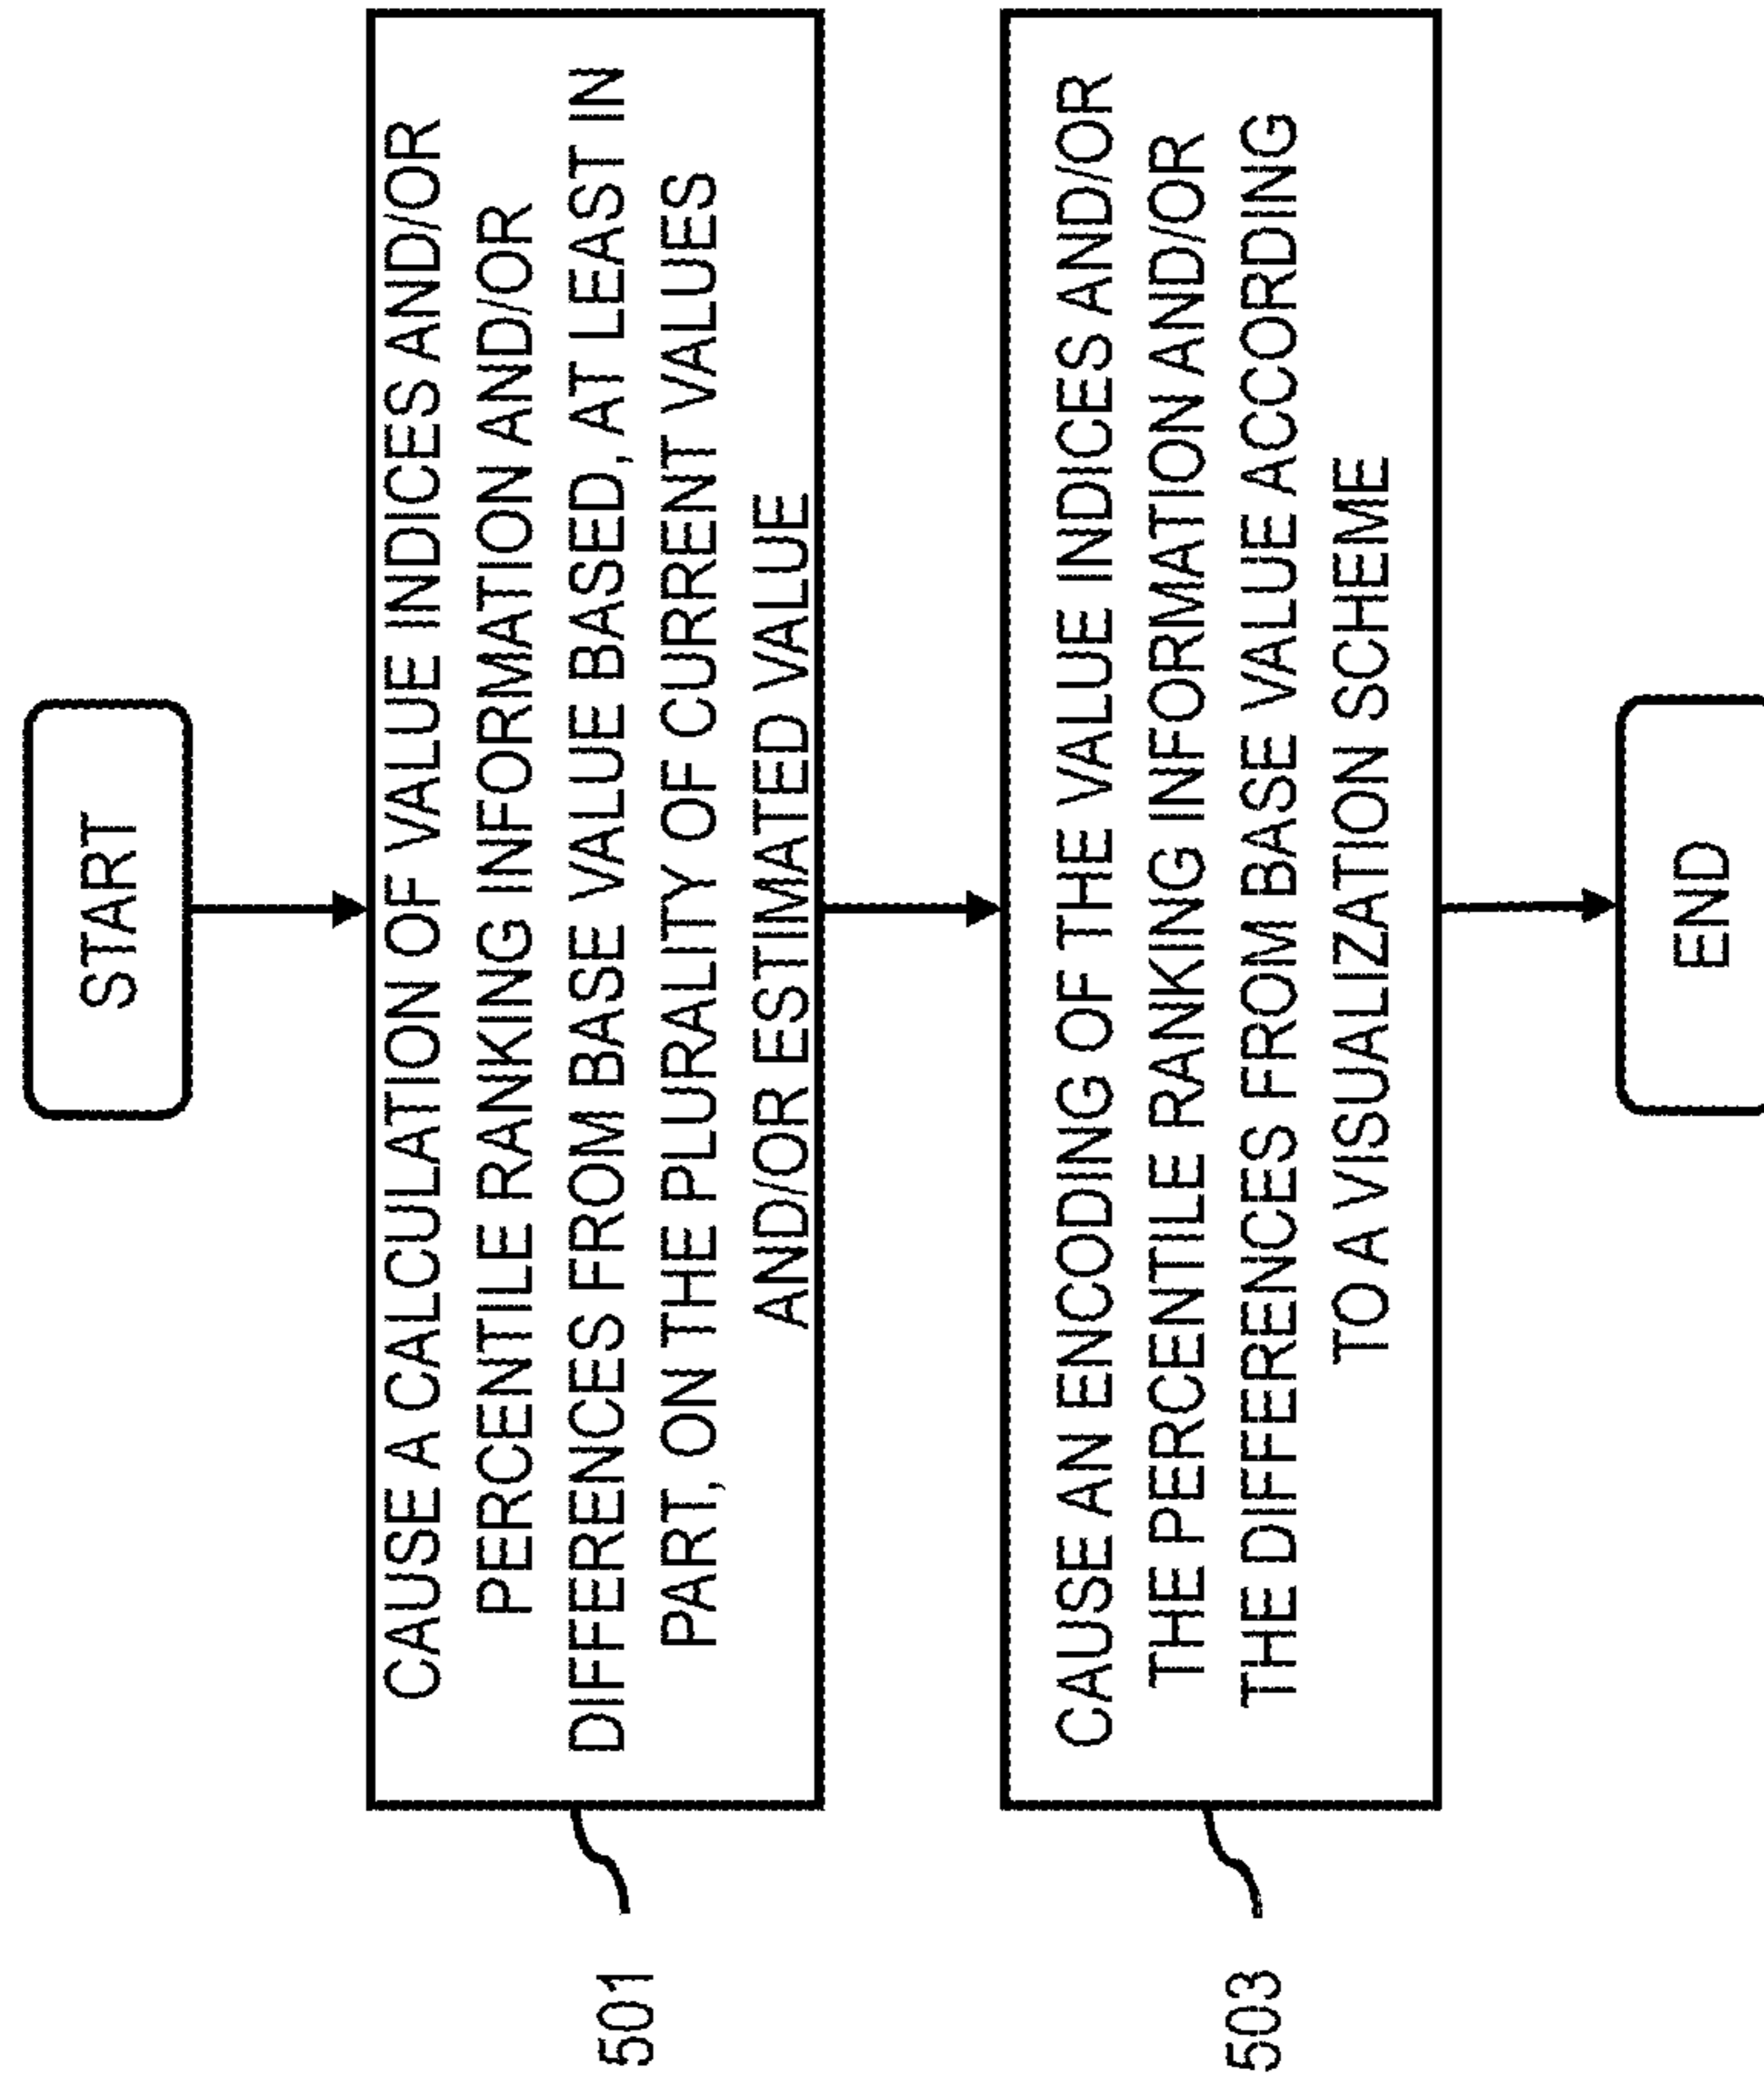 START
CAUSE A CALCULATION OF VALUE INDICES AND/OR
PERCENTILE RANKING INFORMATION AND/OR
DIFFERENCES FROM BASE VALUE BASED, AT LEAST IN
PART, ON THE PLURALITY OF CURRENT VALUES
AND/OR ESTIMATED VALUE
501
CAUSE AN ENCODING OF THE VALUE INDICES AND/OR
THE PERCENTILE RANKING INFORMATION AND/OR
THE DIFFERENCES FROM BASE VALUE ACCORDING
TO A VISUALIZATION SCHEME
503
END